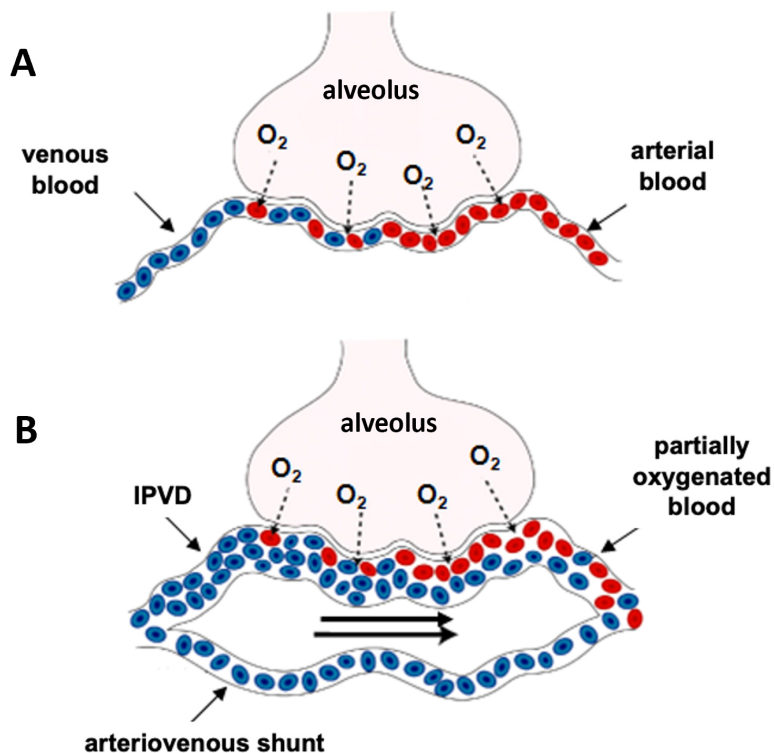 A
alveolus
O₂
O₂
O₂
O₂
venous
blood
arterial
blood
B
alveolus
O₂
O₂
O₂
O₂
IPVD
partially
oxygenated
blood
arteriovenous shunt